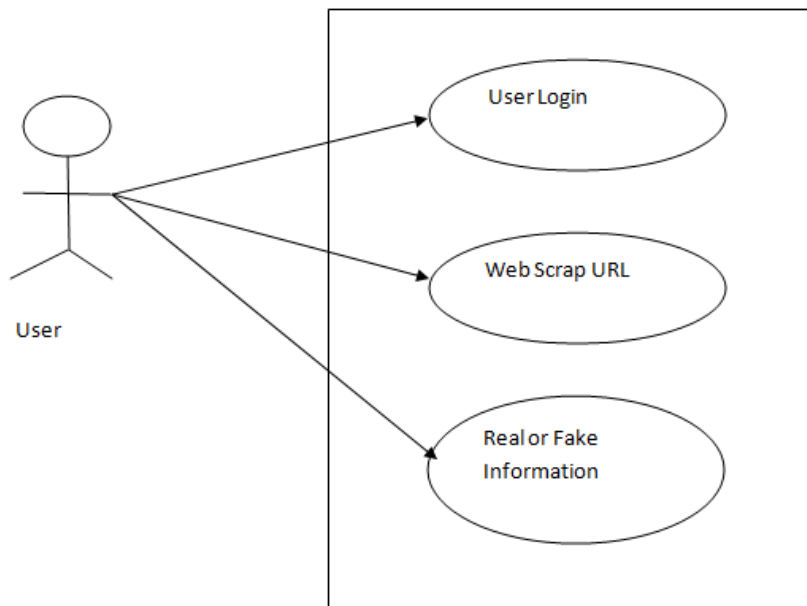 User Login
Web Scrap URL
User
Real or Fake
Information